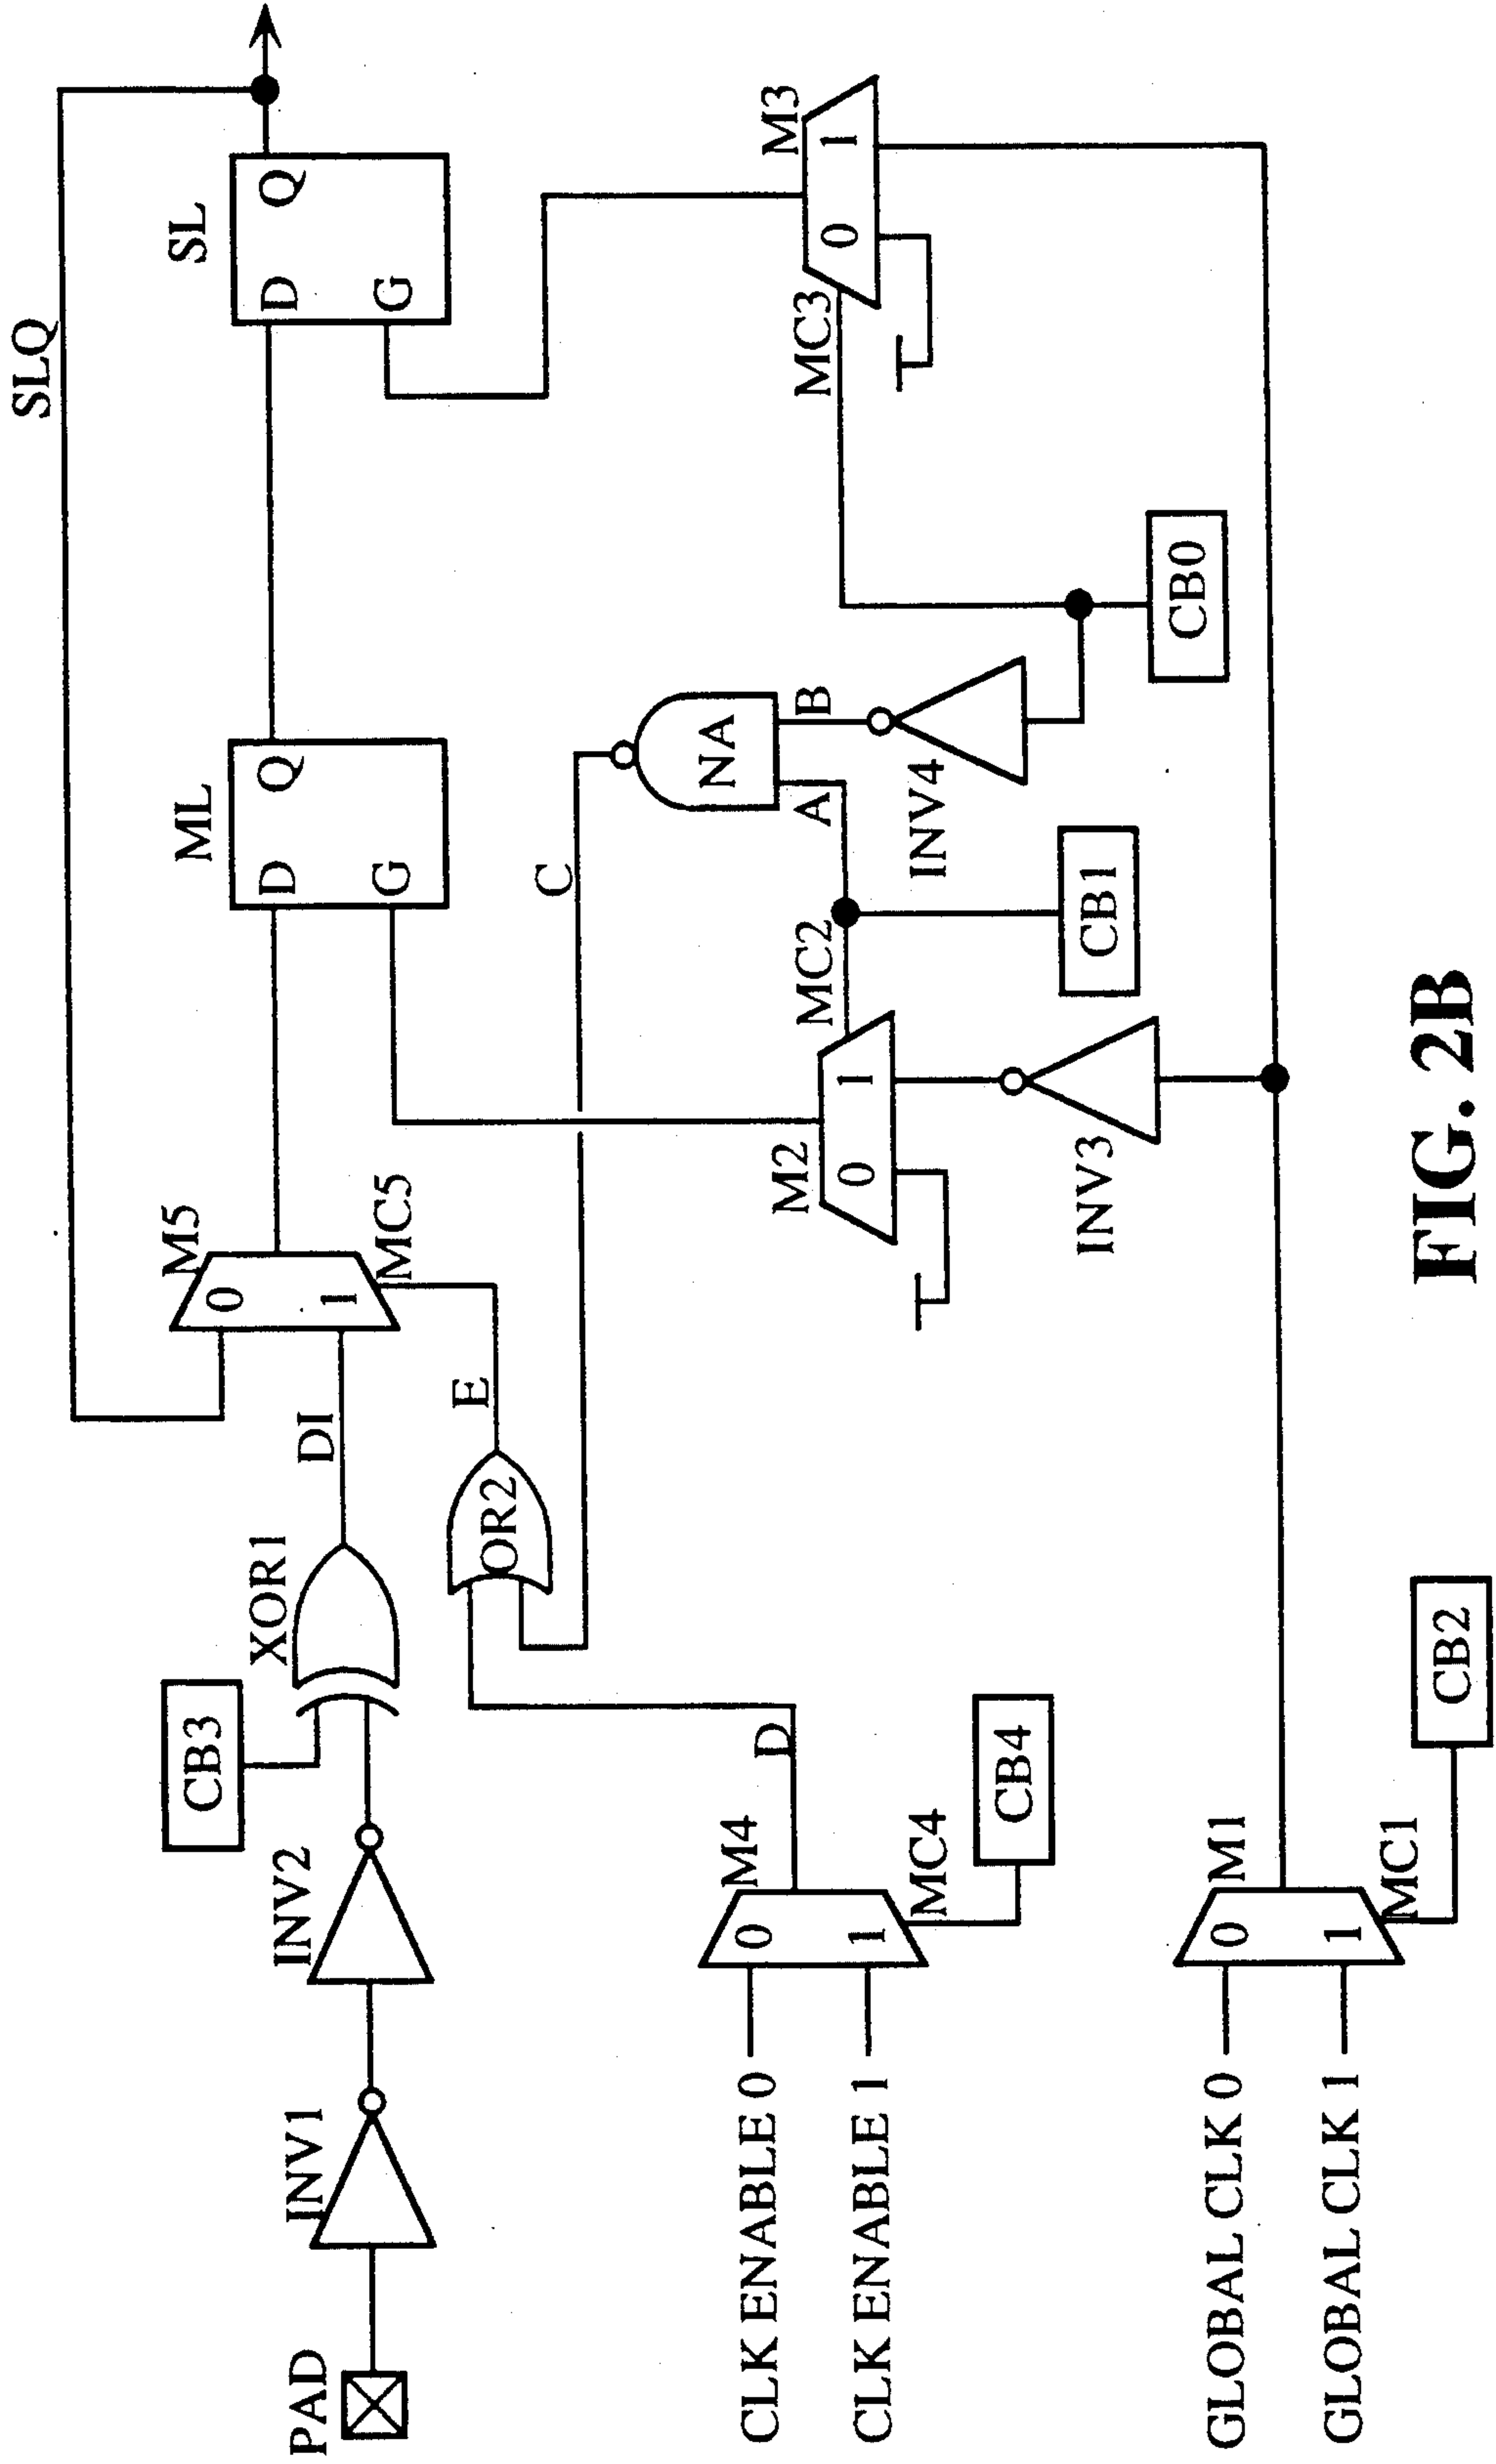 SLQ
M5
0
1
MC5
ML
D
Q
G
SL
D
Q
G
PAD
INV1
INV2
CB3
XOR1
DI
OR2
E
C
CLK ENABLE 0
CLK ENABLE 1
M4
0
1
MC4
CB4
D
M2
0
1
MC2
A
NA
B
INV4
MC3
M3
0
1
INV3
CB1
CB0
GLOBAL CLK 0
GLOBAL CLK 1
M1
0
1
MC1
CB2
FIG. 2B